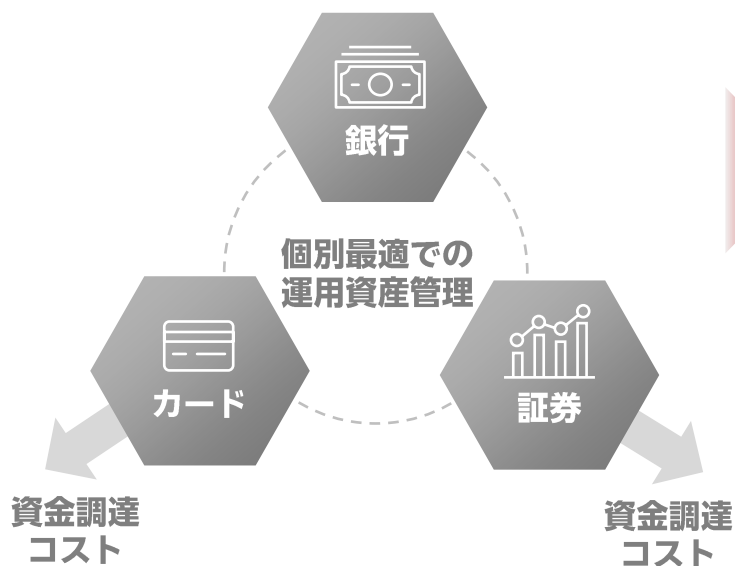 銀行
個別最適での
運用資産管理
カード
証券
資金調達
コスト
資金調達
コスト